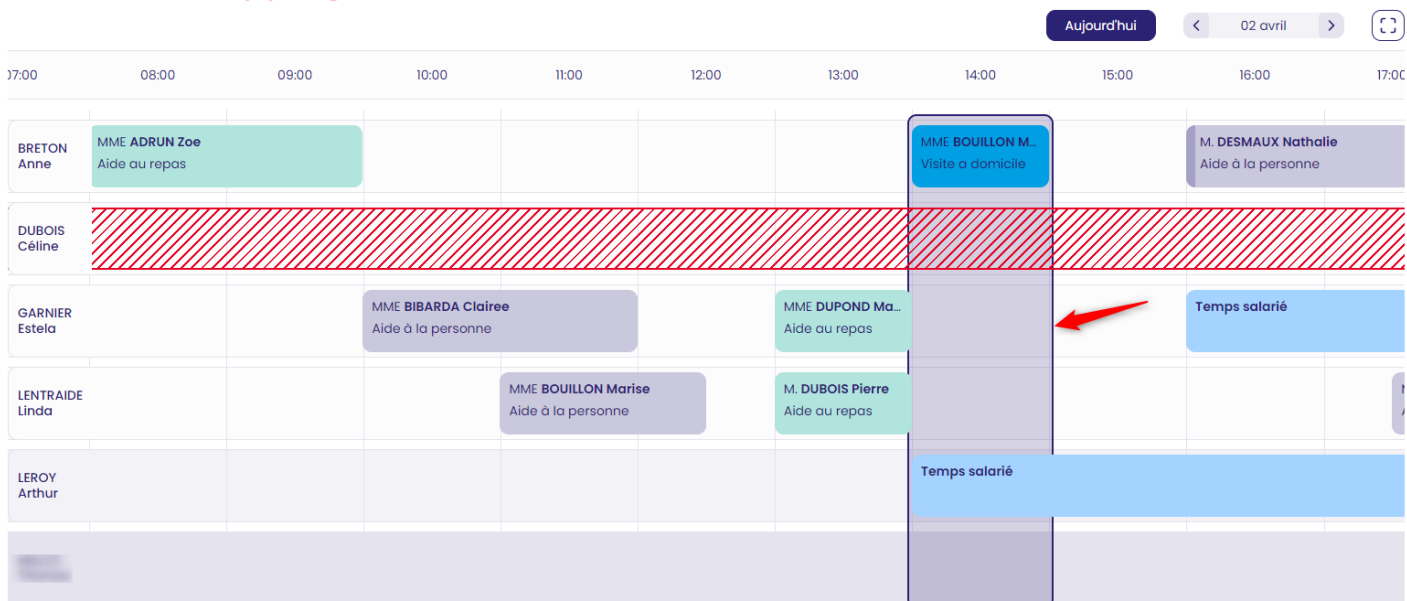 Aujourd'hui
02 avril
07:00 08:00 09:00 10:00 11:00 12:00 13:00 14:00 15:00 16:00 17:00
BRETON
Anne
MME ADRUN Zoe
Aide au repas
MME BOUILLON M...
Visite a domicile
M. DESMAUX Nathalie
Aide à la personne
DUBOIS
Céline
GARNIER
Estela
MME BIBARDA Clairee
Aide à la personne
MME DUPOND Ma...
Aide au repas
Temps salarié
LENTRAIDE
Linda
MME BOUILLON Marise
Aide à la personne
M. DUBOIS Pierre
Aide au repas
LEROY
Arthur
Temps salarié